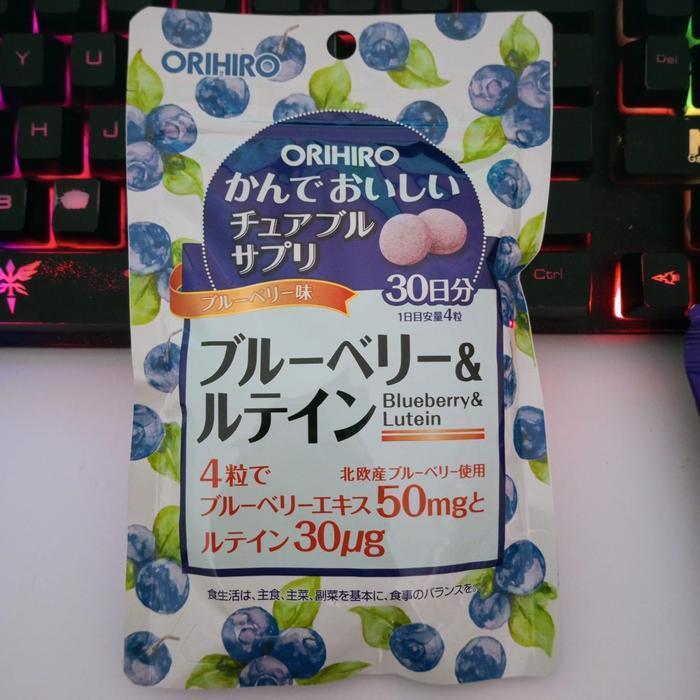 ORIHIRO
ORIHIRO
かんでおいしい
チュアブル
サプリ
30日分
1日目安量4粒
ブルーベリー味
ブルーベリー&
ルテイン
Blueberry&
Lutein
4粒で
北欧産ブルーベリー使用
ブルーベリーエキス50mgと
ルテイン30μg
食生活は、主食、主菜、副菜を基本に、食事のバランスを。
Y
U
H
J
B
Del
Ctrl